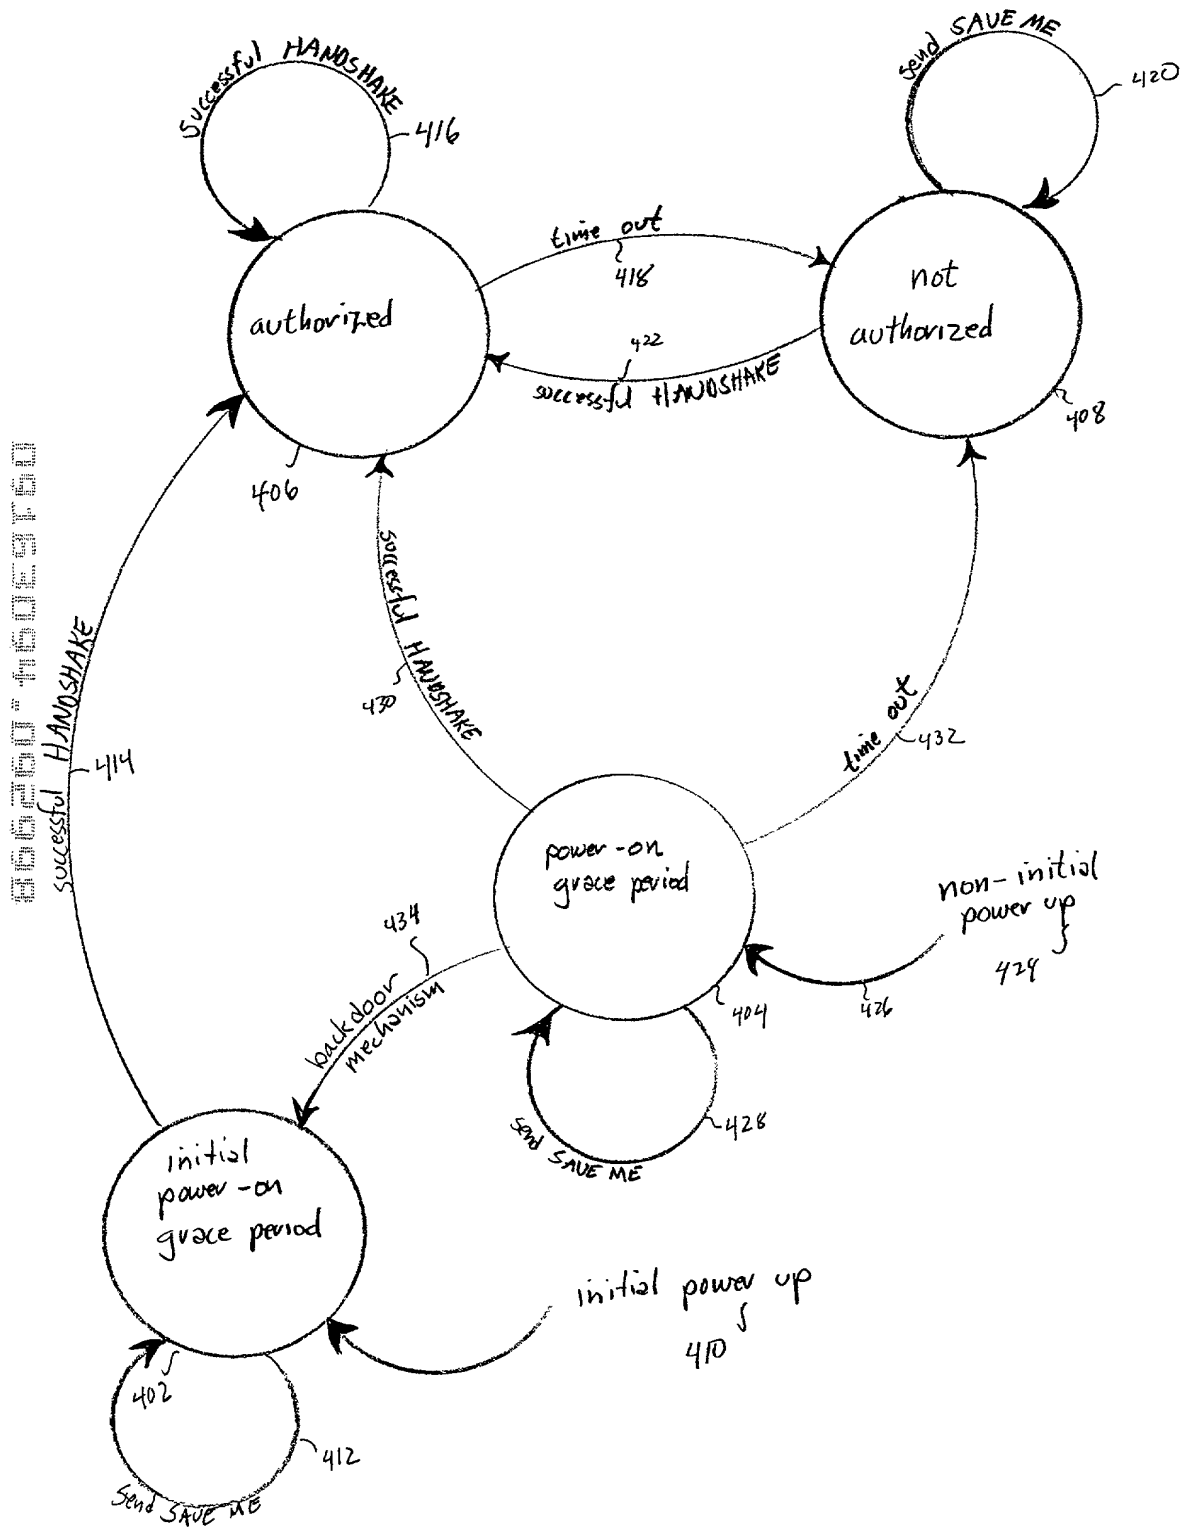 successful HANDSHAKE
416
send SAVE ME
420
time out
418
authorized
not
authorized
422
successful HANDSHAKE
408
406
successful HANDSHAKE
430
successful HANDSHAKE
414
time out
432
power-on
grace period
non-initial
power up
424
426
404
434
backdoor
mechanism
428
send SAVE ME
initial
power-on
grace period
initial power up
410
402
412
send SAVE ME